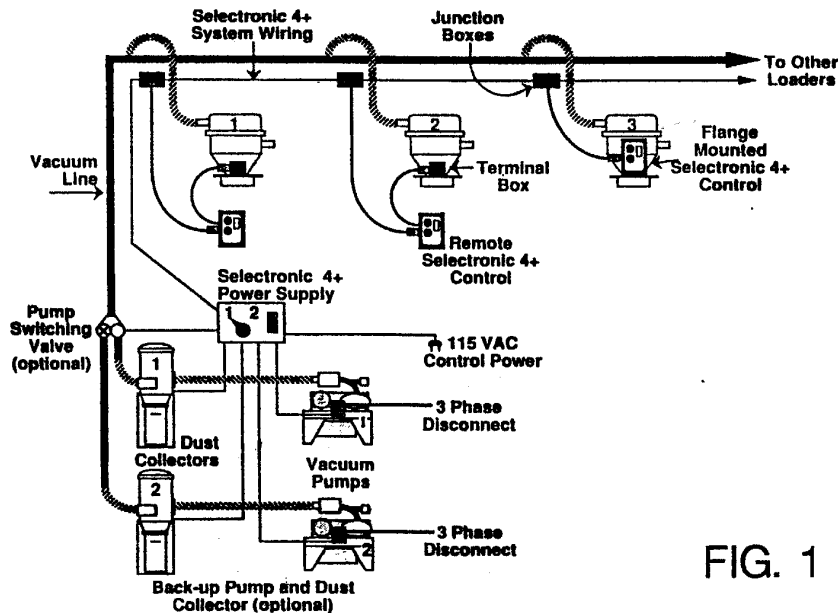 Selectronic 4+
System Wiring
Junction
Boxes
To Other
Loaders
1
2
3
Vacuum
Line
Terminal
Box
Flange
Mounted
Selectronic 4+
Control
Remote
Selectronic 4+
Control
Selectronic 4+
Power Supply
1 2
Pump
Switching
Valve
(optional)
115 VAC
Control Power
1
3 Phase
Disconnect
1
Dust
Collectors
Vacuum
Pumps
2
3 Phase
Disconnect
2
Back-up Pump and Dust
Collector (optional)
FIG. 1